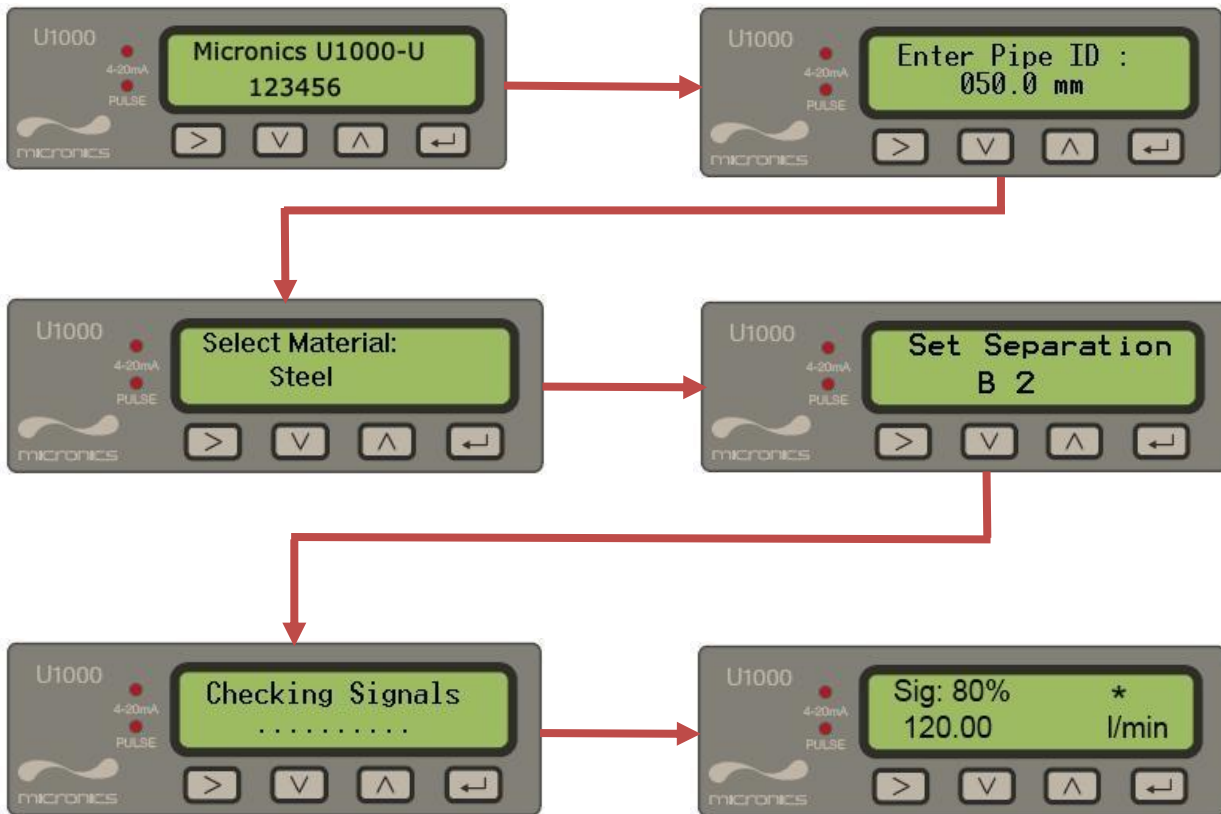 U1000
4-20mA
PULSE
micronics
Micronics U1000-U
123456
> V Λ ↵
U1000
4-20mA
PULSE
micronics
Enter Pipe ID :
050.0 mm
> V Λ ↵
U1000
4-20mA
PULSE
micronics
Select Material:
Steel
> V Λ ↵
U1000
4-20mA
PULSE
micronics
Set Separation
B 2
> V Λ ↵
U1000
4-20mA
PULSE
micronics
Checking Signals
. . . . . . . . . .
> V Λ ↵
U1000
4-20mA
PULSE
micronics
Sig: 80% *
120.00 l/min
> V Λ ↵